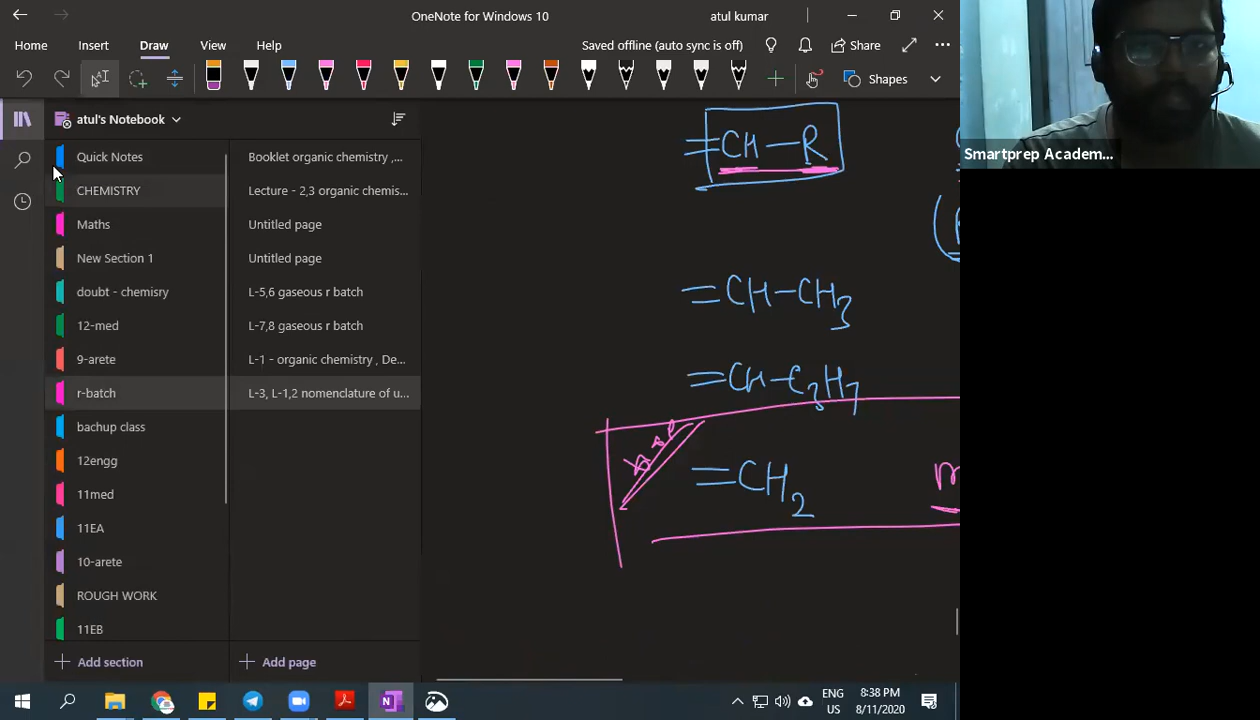 OneNote for Windows 10
atul kumar
Home
Insert
Draw
View
Help
Saved offline (auto sync is off)
Share
Shapes
atul's Notebook
Quick Notes
CHEMISTRY
Maths
New Section 1
doubt - chemisry
12-med
9-arete
r-batch
bachup class
12engg
11med
11EA
10-arete
ROUGH WORK
11EB
Add section
Booklet organic chemistry ,...
Lecture - 2,3 organic chemis...
Untitled page
Untitled page
L-5,6 gaseous r batch
L-7,8 gaseous r batch
L-1 - organic chemistry , De...
L-3, L-1,2 nomenclature of u...
Add page
=CH-R
=CH-CH3
=CH-C3H7
=CH2
Smartprep Academ...
ENG
US
8:38 PM
8/11/2020